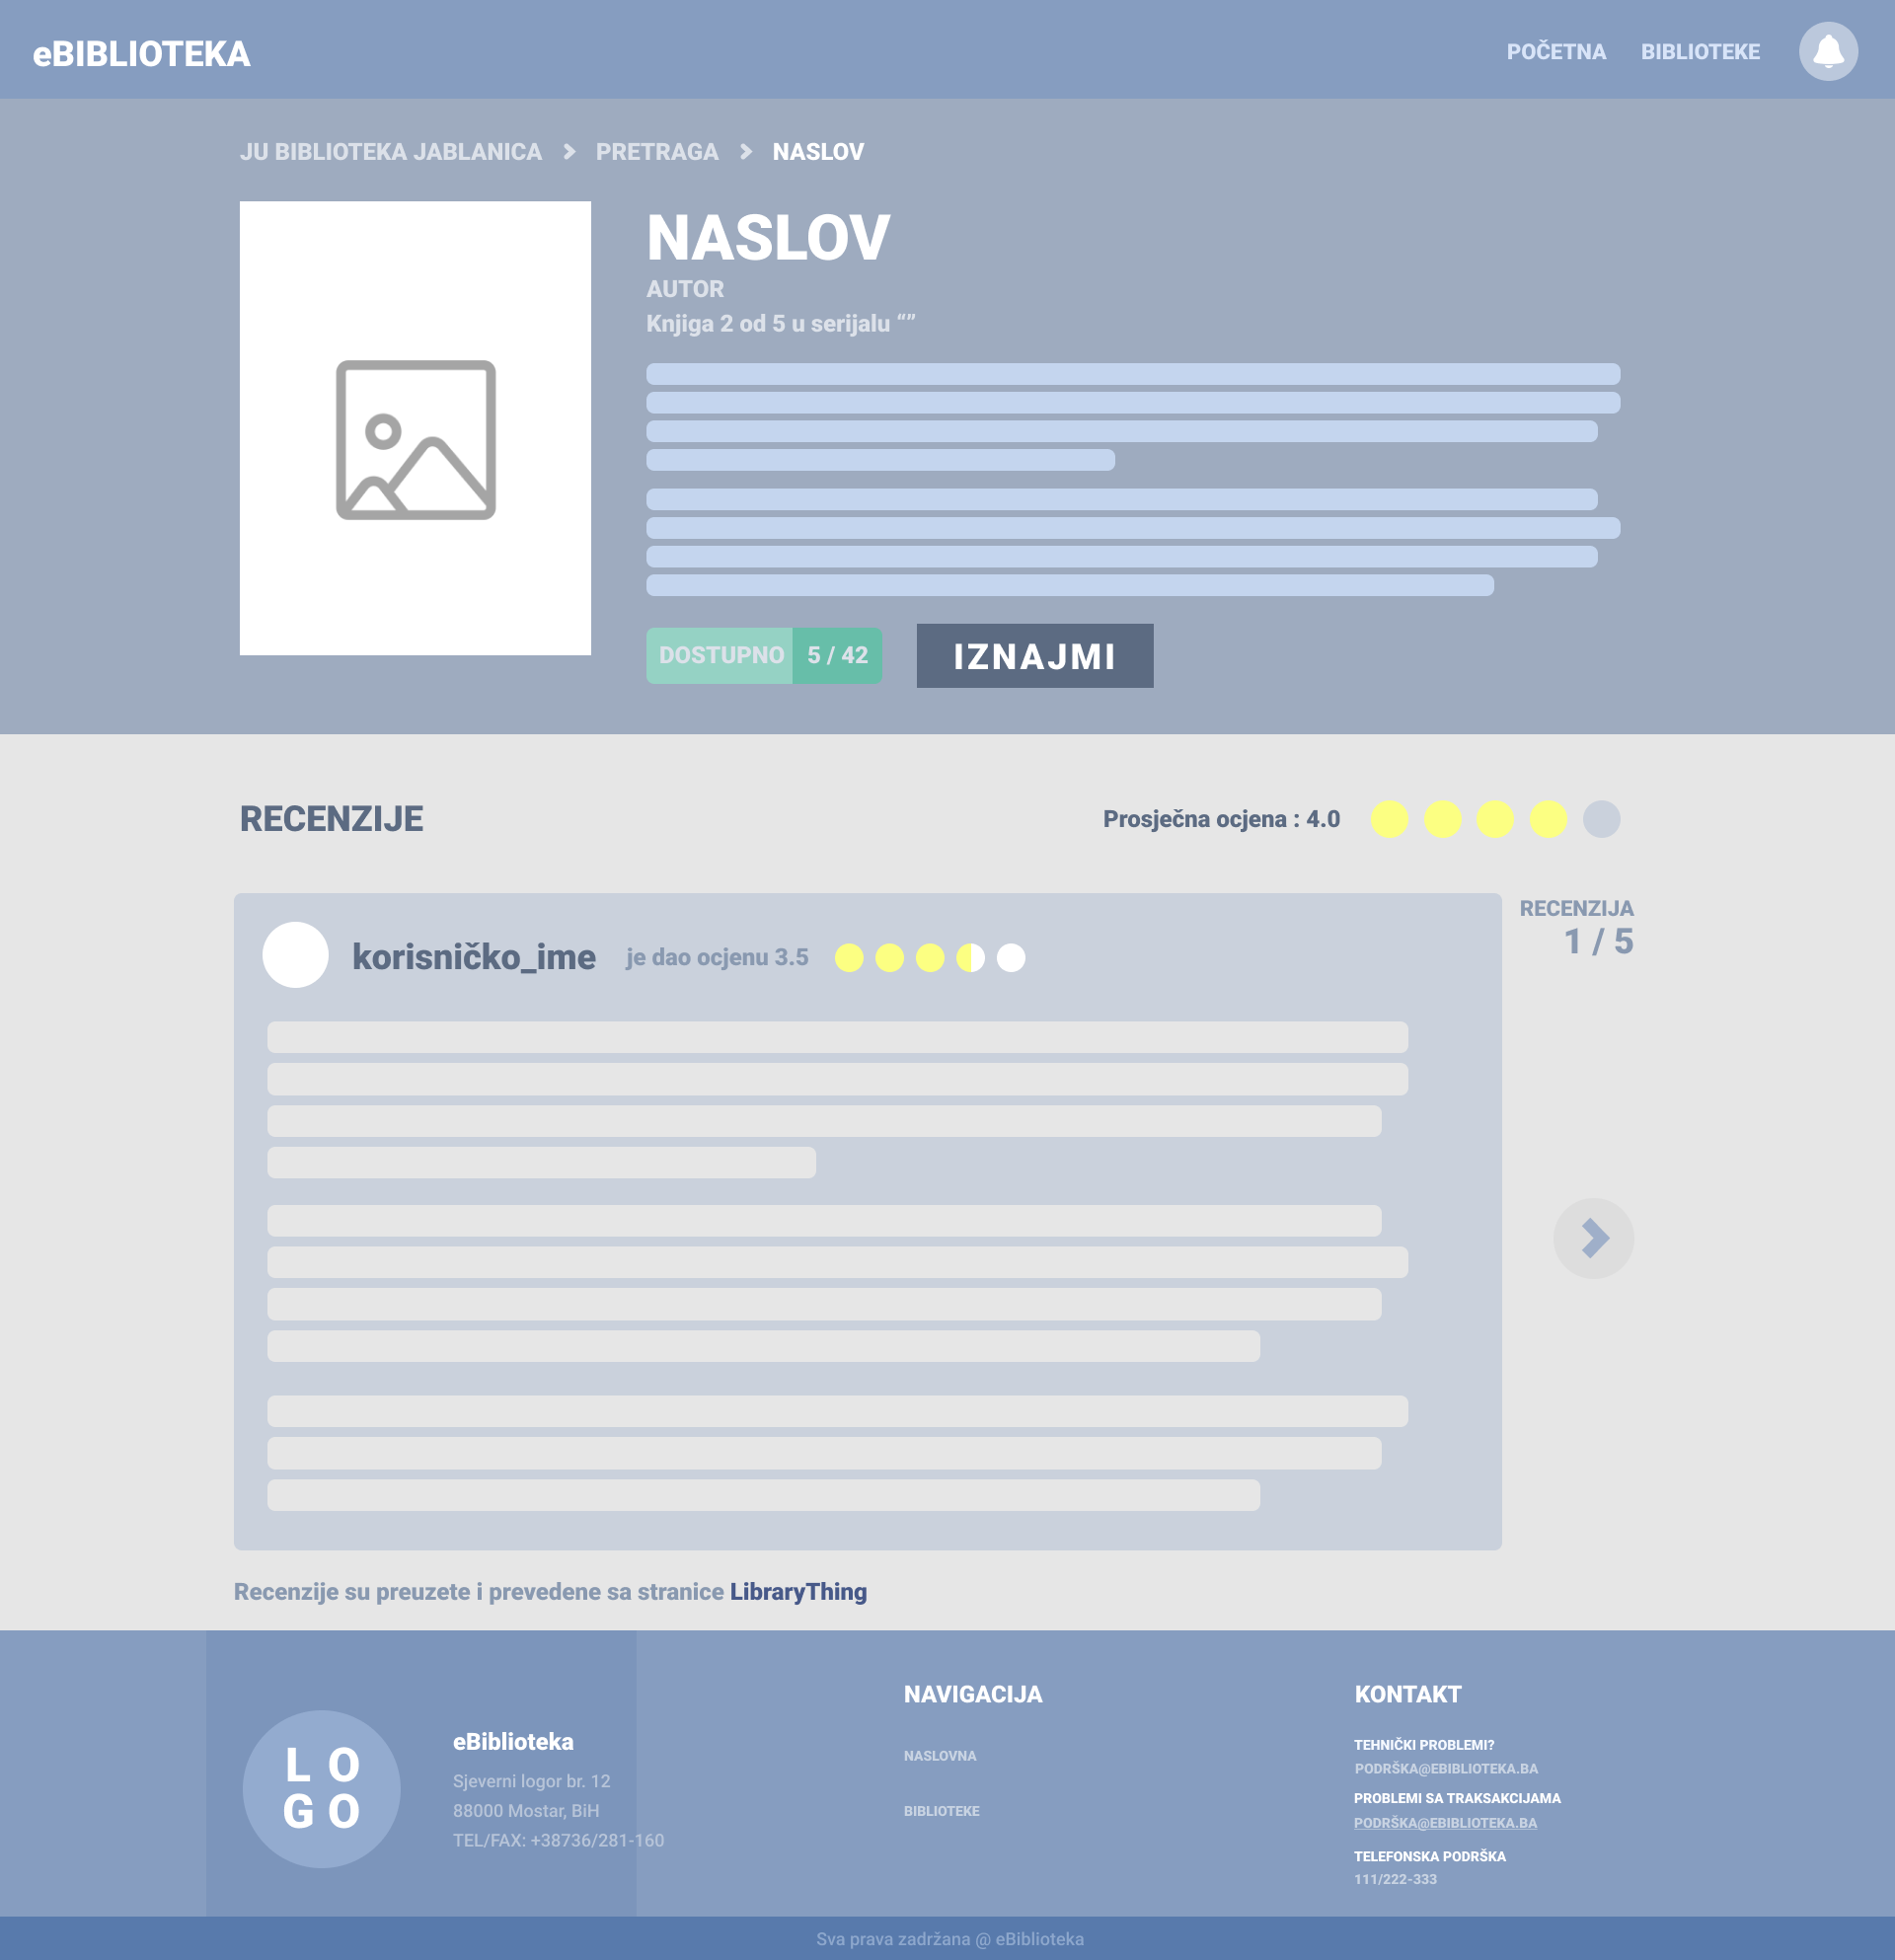 eBIBLIOTEKA
POČETNA BIBLIOTEKE
JU BIBLIOTEKA JABLANICA PRETRAGA NASLOV
NASLOV
AUTOR
Knjiga 2 od 5 u serijalu “”
DOSTUPNO 5 / 42 IZNAJMI
RECENZIJE Prosječna ocjena : 4.0
korisničko_ime je dao ocjenu 3.5
RECENZIJA
1 / 5
Recenzije su preuzete i prevedene sa stranice LibraryThing
L O
G O
eBiblioteka
Sjeverni logor br. 12
88000 Mostar, BiH
TEL/FAX: +38736/281-160
NAVIGACIJA
NASLOVNA
BIBLIOTEKE
KONTAKT
TEHNIČKI PROBLEMI?
PODRŠKA@EBIBLIOTEKA.BA
PROBLEMI SA TRAKSAKCIJAMA
PODRŠKA@EBIBLIOTEKA.BA
TELEFONSKA PODRŠKA
111/222-333
Sva prava zadržana @ eBiblioteka